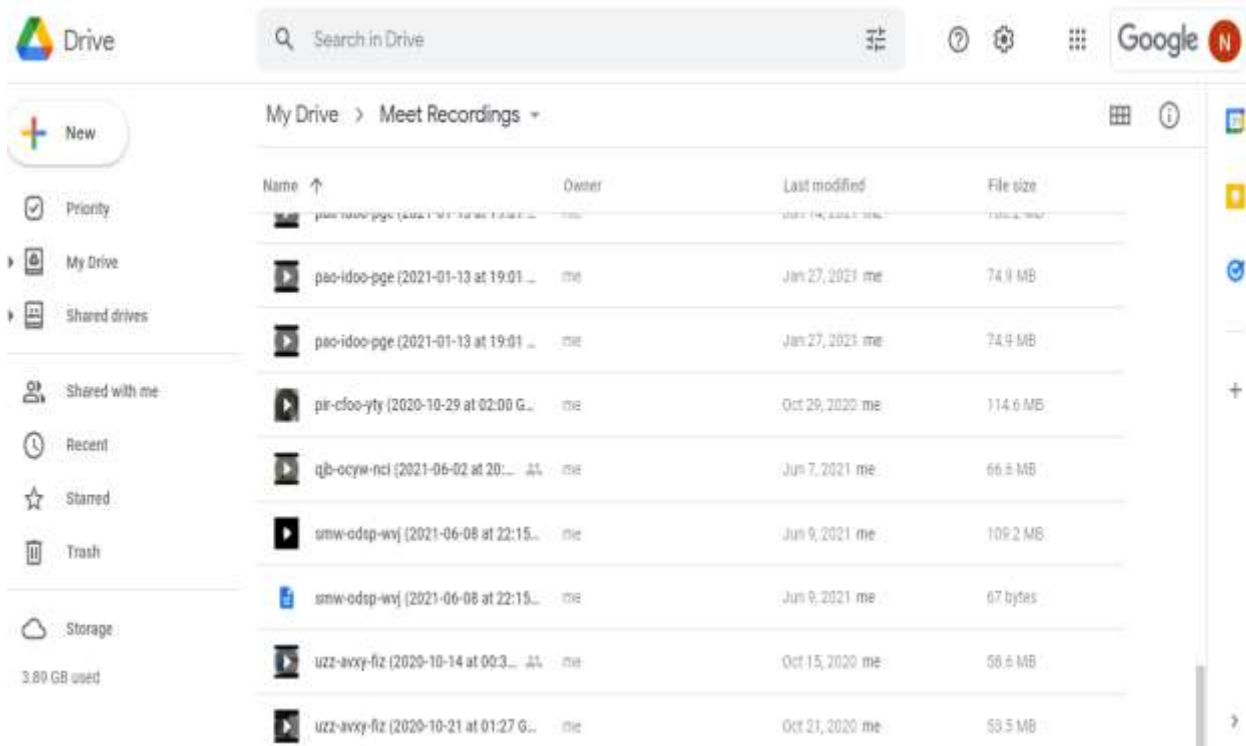 Drive
Search in Drive
Google N
New
My Drive > Meet Recordings
Name Owner Last modified File size
Priority
My Drive
Shared drives
Shared with me
Recent
Starred
Trash
Storage
3.89 GB used
pao-idoo-pge (2021-01-13 at 19:01 ... me Jan 27, 2021 me 74.9 MB
pao-idoo-pge (2021-01-13 at 19:01 ... me Jan 27, 2021 me 74.9 MB
pir-cfoo-yty (2020-10-29 at 02:00 G... me Oct 29, 2020 me 114.6 MB
qjb-ocyw-nci (2021-06-02 at 20:... me Jun 7, 2021 me 66.6 MB
smw-odsp-wvj (2021-06-08 at 22:15... me Jun 9, 2021 me 109.2 MB
smw-odsp-wvj (2021-06-08 at 22:15... me Jun 9, 2021 me 67 bytes
uzz-avxy-fiz (2020-10-14 at 00:3... me Oct 15, 2020 me 58.6 MB
uzz-avxy-fiz (2020-10-21 at 01:27 G... me Oct 21, 2020 me 53.5 MB